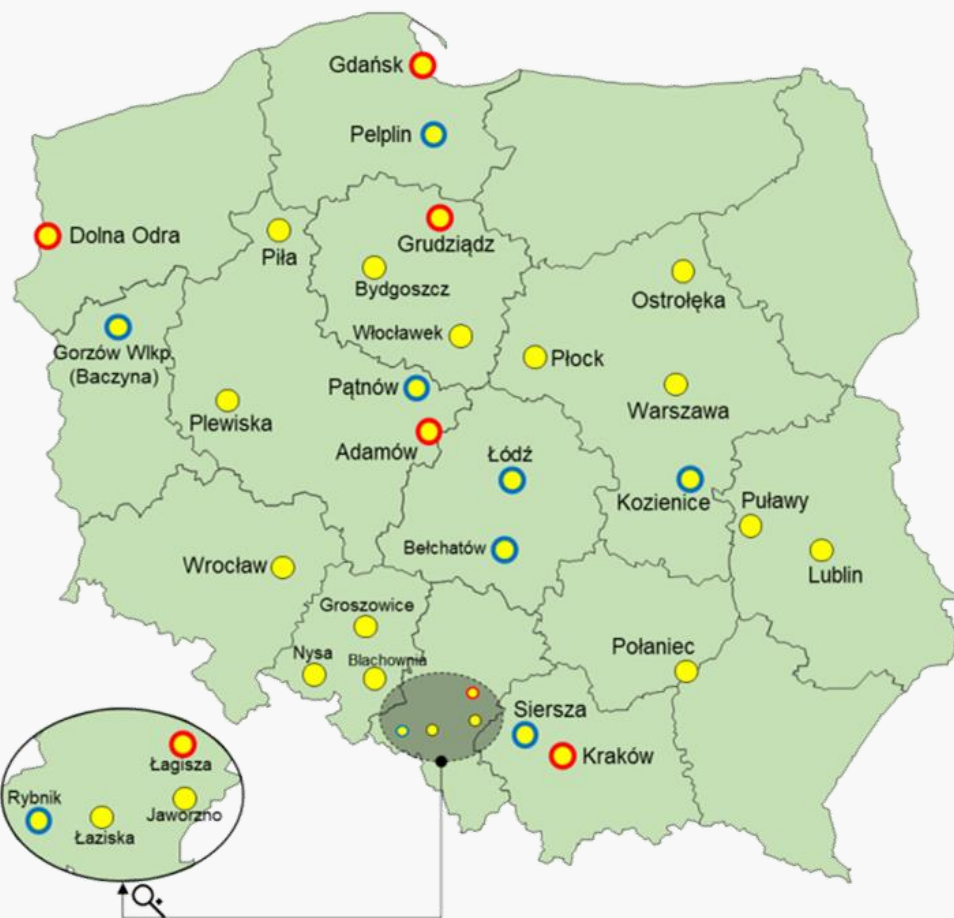 Gdańsk
Pelplin
Dolna Odra
Grudziądz
Piła
Bydgoszcz
Ostrołęka
Włocławek
Gorzów Wlkp.
(Baczyna)
Płock
Pątnów
Warszawa
Plewiska
Adamów
Łódź
Kozienice
Puławy
Bełchatów
Wrocław
Lublin
Groszowice
Nysa
Blachownia
Połaniec
Siersza
Kraków
Łagisza
Rybnik
Jaworzno
Łaziska